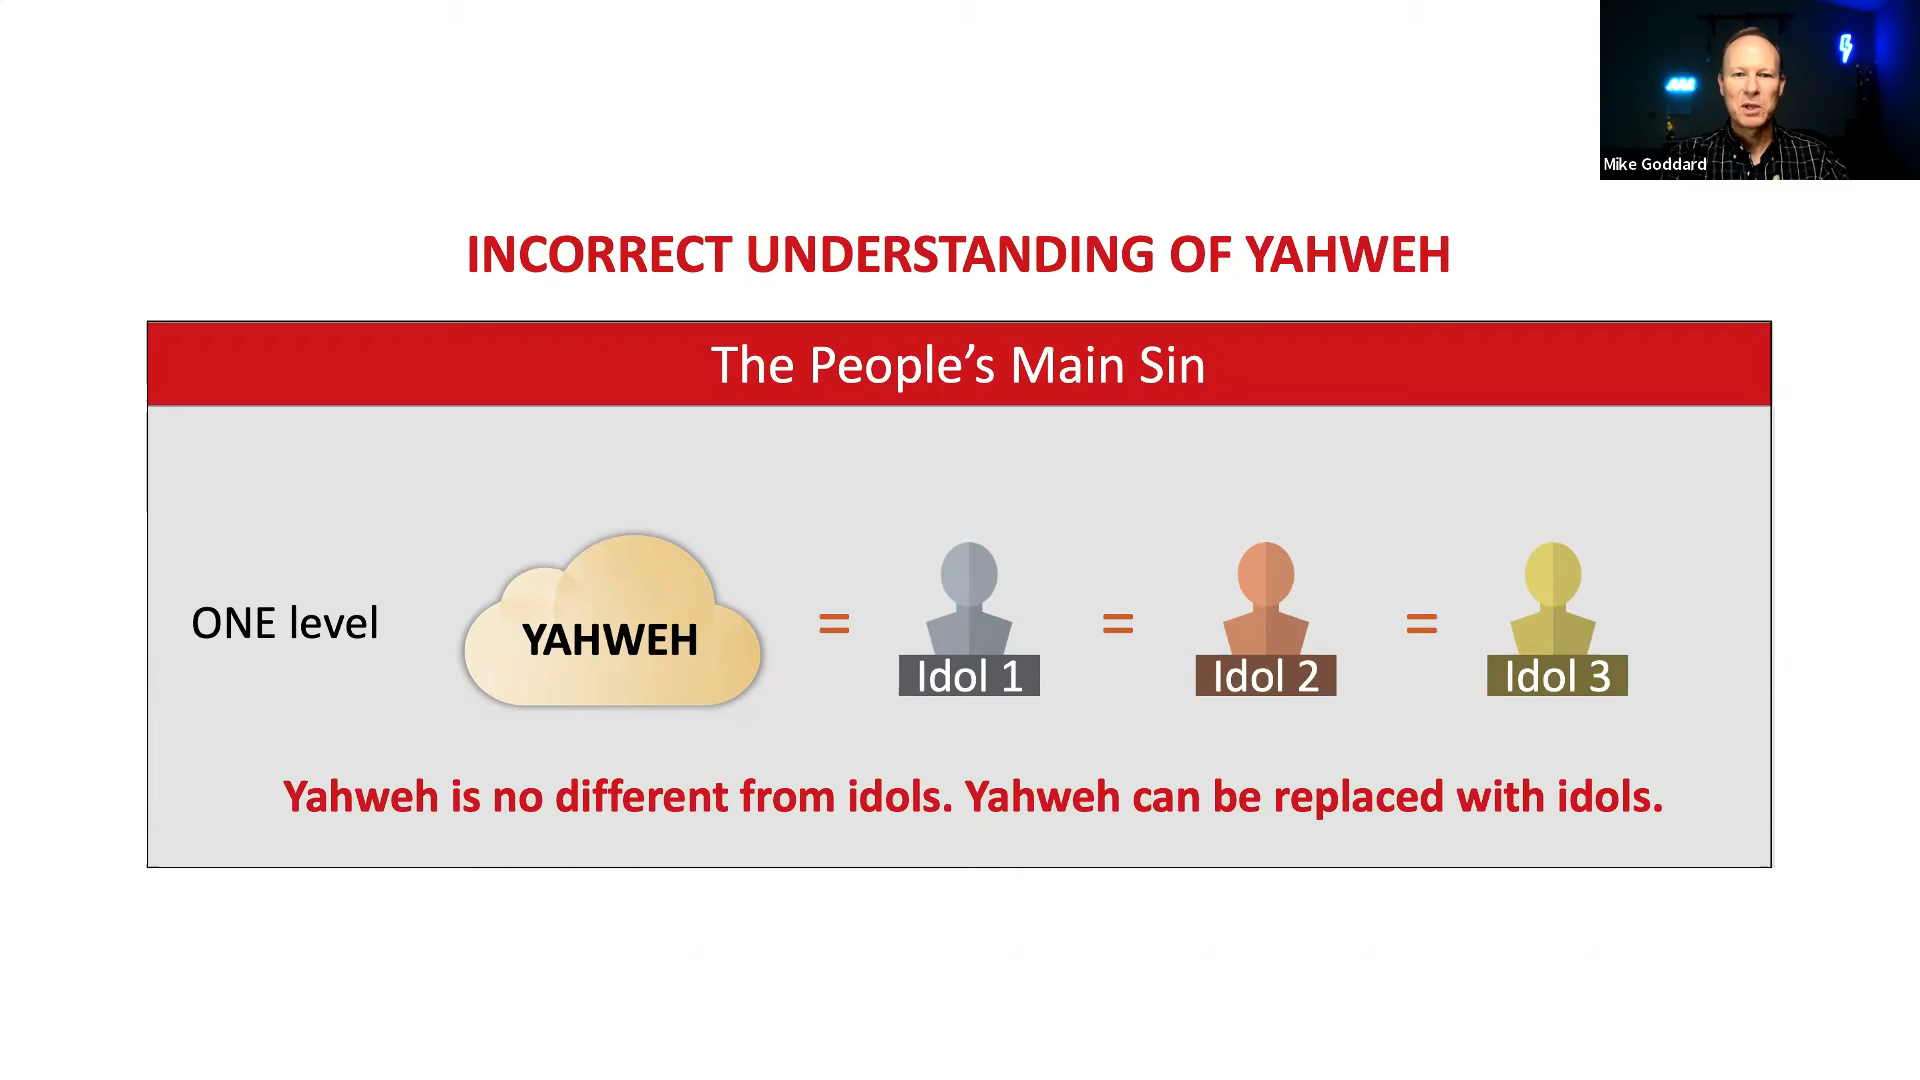 Mike Goddard
INCORRECT UNDERSTANDING OF YAHWEH
The People’s Main Sin
ONE level
YAHWEH
=
Idol 1
=
Idol 2
=
Idol 3
Yahweh is no different from idols. Yahweh can be replaced with idols.